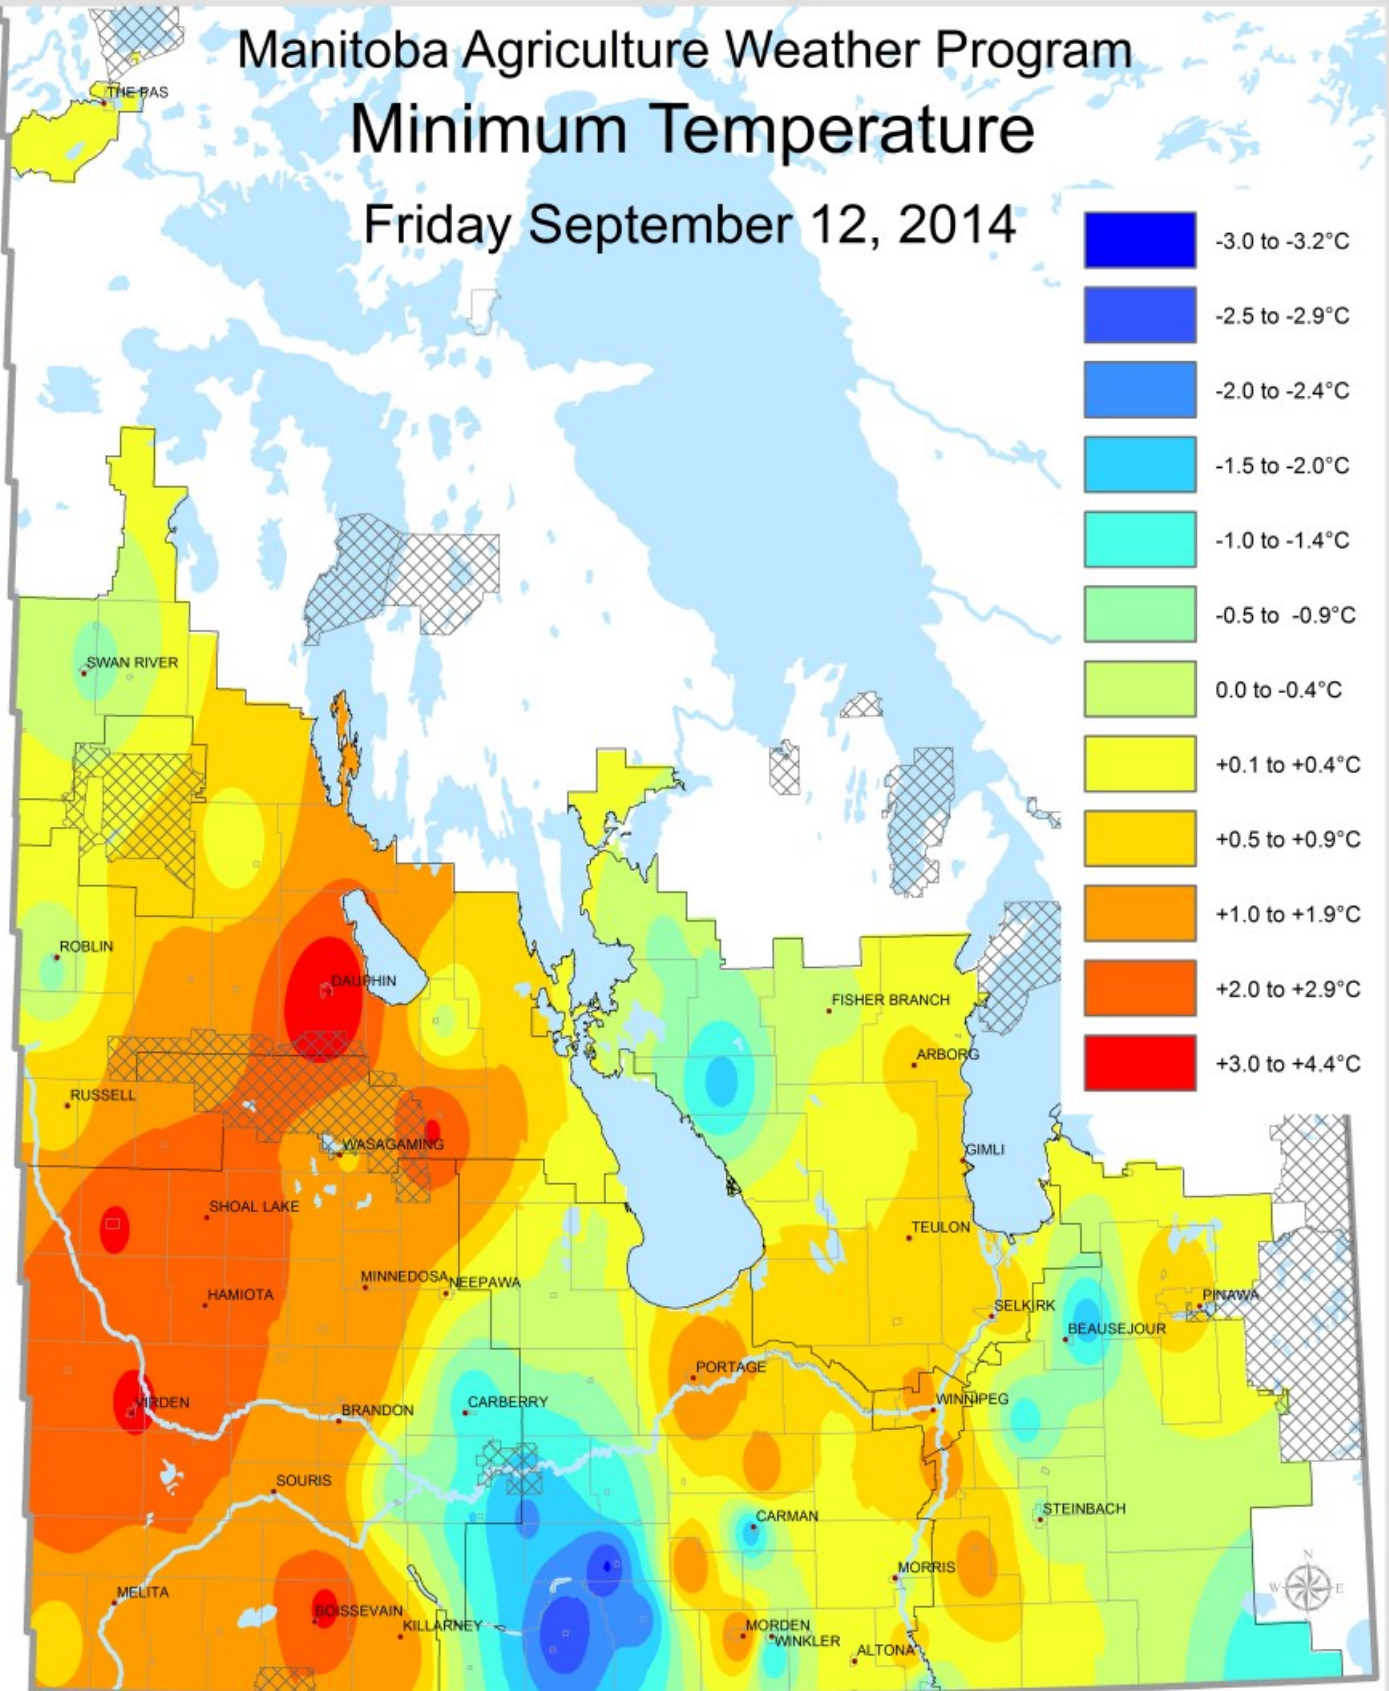 Manitoba Agriculture Weather Program
THE PAS
Minimum Temperature
Friday September 12, 2014
-3.0 to -3.2°C
-2.5 to -2.9°C
-2.0 to -2.4°C
-1.5 to -2.0°C
-1.0 to -1.4°C
-0.5 to -0.9°C
0.0 to -0.4°C
+0.1 to +0.4°C
+0.5 to +0.9°C
+1.0 to +1.9°C
+2.0 to +2.9°C
+3.0 to +4.4°C
SWAN RIVER
ROBLIN
DAUPHIN
FISHER BRANCH
ARBORG
RUSSELL
WASAGAMING
GIMLI
SHOAL LAKE
TEULON
MINNEDOSA
NEEPAWA
HAMIOTA
PINAWA
SELKIRK
BEAUSEJOUR
PORTAGE
VIRDEN
BRANDON
CARBERRY
WINNIPEG
SOURIS
CARMAN
STEINBACH
MORRIS
MELITA
BOISSEVAIN
KILLARNEY
MORDEN
WINKLER
ALTONA
N
W
E
S